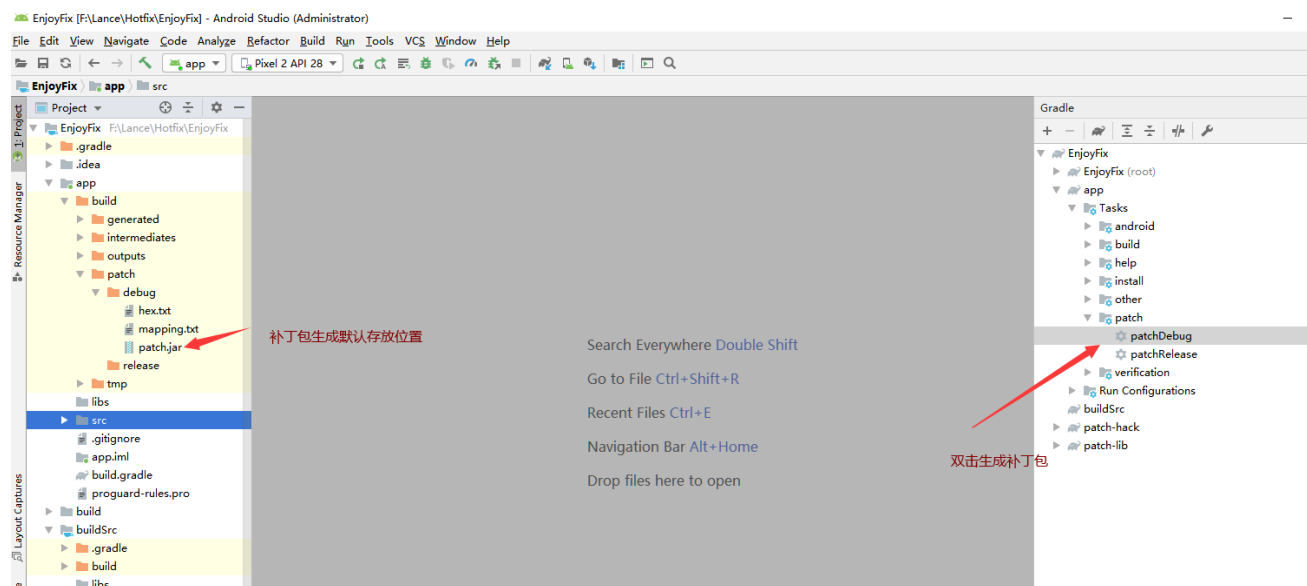 EnjoyFix [F:\Lance\Hotfix\EnjoyFix] - Android Studio (Administrator)
File Edit View Navigate Code Analyze Refactor Build Run Tools VCS Window Help
app Pixel 2 API 28
EnjoyFix app src
Project
1: Project
Resource Manager
Layout Captures
EnjoyFix F:\Lance\Hotfix\EnjoyFix
.gradle
.idea
app
build
generated
intermediates
outputs
patch
debug
hex.txt
mapping.txt
patch.jar
release
tmp
libs
src
.gitignore
app.iml
build.gradle
proguard-rules.pro
build
buildSrc
.gradle
build
libs
补丁包生成默认存放位置
Search Everywhere Double Shift
Go to File Ctrl+Shift+R
Recent Files Ctrl+E
Navigation Bar Alt+Home
Drop files here to open
Gradle
EnjoyFix
EnjoyFix (root)
app
Tasks
android
build
help
install
other
patch
patchDebug
patchRelease
verification
Run Configurations
buildSrc
patch-hack
patch-lib
双击生成补丁包